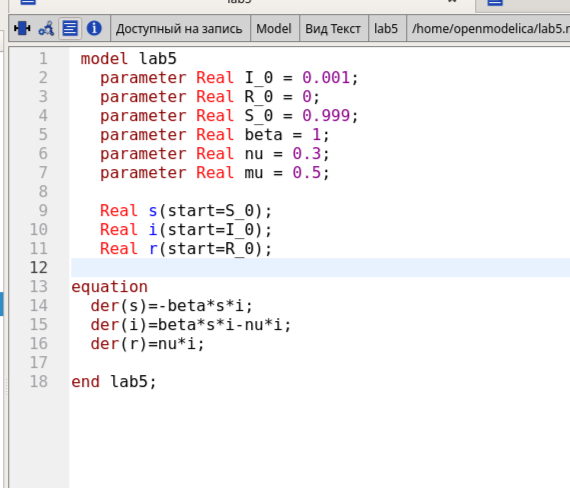 Доступный на запись Model Вид Текст lab5 /home/openmodelica/lab5.
1 model lab5
2 parameter Real I_0 = 0.001;
3 parameter Real R_0 = 0;
4 parameter Real S_0 = 0.999;
5 parameter Real beta = 1;
6 parameter Real nu = 0.3;
7 parameter Real mu = 0.5;
8
9 Real s(start=S_0);
10 Real i(start=I_0);
11 Real r(start=R_0);
12
13 equation
14 der(s)=-beta*s*i;
15 der(i)=beta*s*i-nu*i;
16 der(r)=nu*i;
17
18 end lab5;